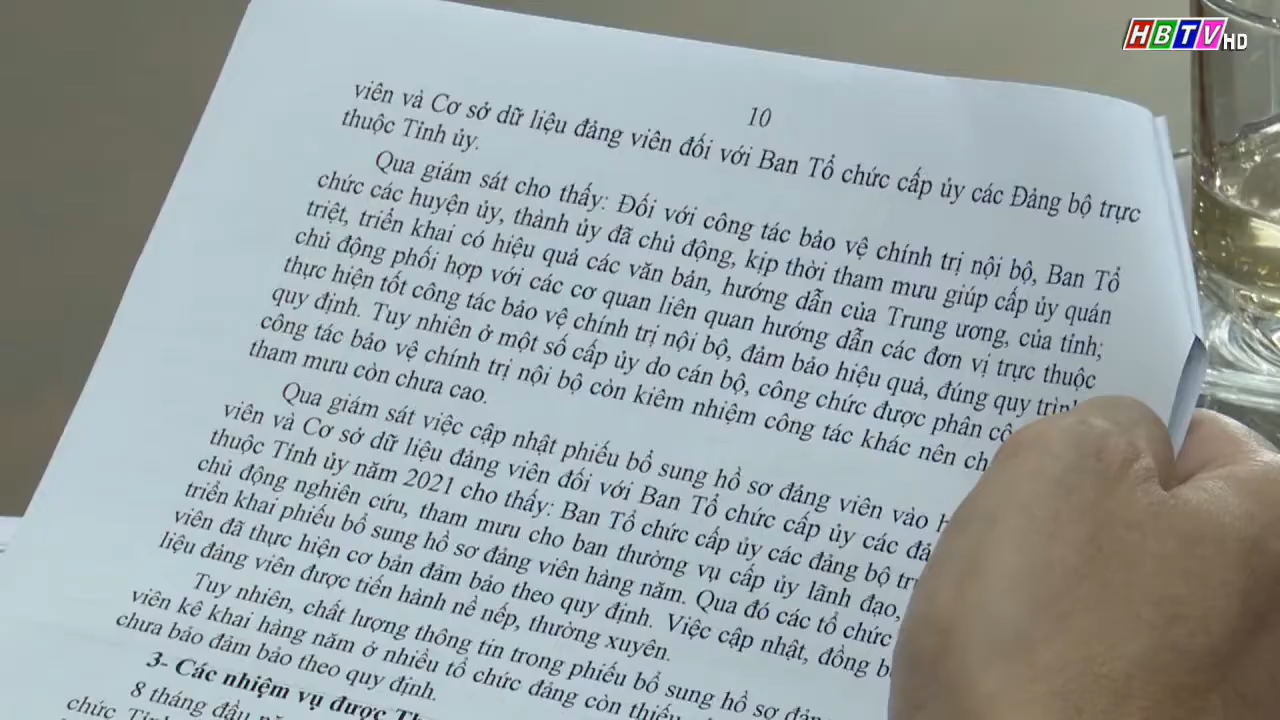 HBTV HD
10
viên và Cơ sở dữ liệu đảng viên đối với Ban Tổ chức cấp ủy các Đảng bộ trực
thuộc Tỉnh ủy.
Qua giám sát cho thấy: Đối với công tác bảo vệ chính trị nội bộ, Ban Tổ
chức các huyện ủy, thành ủy đã chủ động, kịp thời tham mưu giúp cấp ủy quán
triệt, triển khai có hiệu quả các văn bản, hướng dẫn của Trung ương, của tỉnh;
chủ động phối hợp với các cơ quan liên quan hướng dẫn các đơn vị trực thuộc
thực hiện tốt công tác bảo vệ chính trị nội bộ, đảm bảo hiệu quả, đúng quy trình
quy định. Tuy nhiên ở một số cấp ủy do cán bộ, công chức được phân
công tác bảo vệ chính trị nội bộ còn kiêm nhiệm công tác khác nên
tham mưu còn chưa cao.
Qua giám sát việc cập nhật phiếu bổ sung hồ sơ đảng viên vào
viên và Cơ sở dữ liệu đảng viên đối với Ban Tổ chức cấp ủy các
thuộc Tỉnh ủy năm 2021 cho thấy: Ban Tổ chức cấp ủy các đảng bộ
chủ động nghiên cứu, tham mưu cho ban thường vụ cấp ủy lãnh đạo,
triển khai phiếu bổ sung hồ sơ đảng viên hàng năm. Qua đó các tổ chức
viên đã thực hiện cơ bản đảm bảo theo quy định. Việc cập nhật, đồng
liệu đảng viên được tiến hành nề nếp, thường xuyên.
Tuy nhiên, chất lượng thông tin trong phiếu bổ sung hồ sơ
viên kê khai hàng năm ở nhiều tổ chức đảng còn thiếu
chưa bảo đảm bảo theo quy định.
3- Các nhiệm vụ được
8 tháng đầu
chức